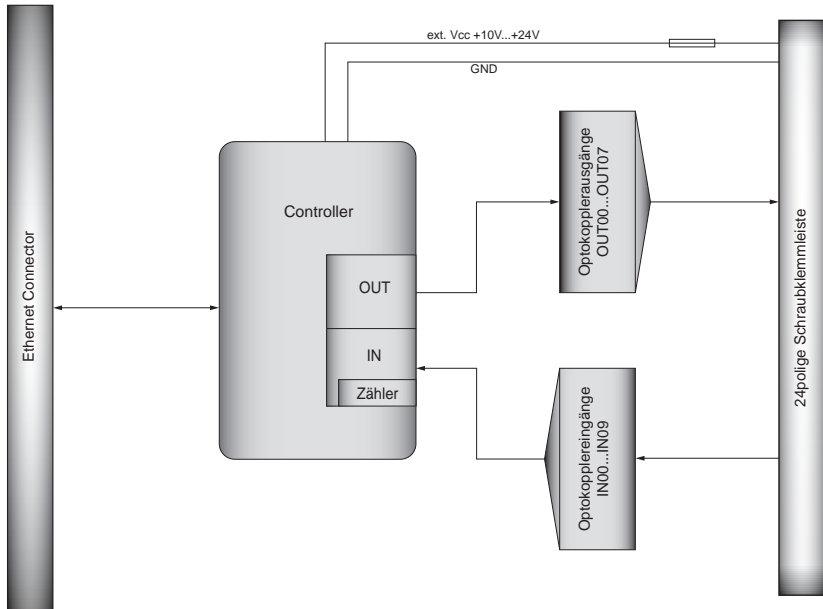 ext. Vcc +10V...+24V
GND
Ethernet Connector
Controller
OUT
IN
Zähler
Optokopplerausgänge
OUT00...OUT07
Optokopplereingänge
IN00...IN09
24polige Schraubklemmleiste